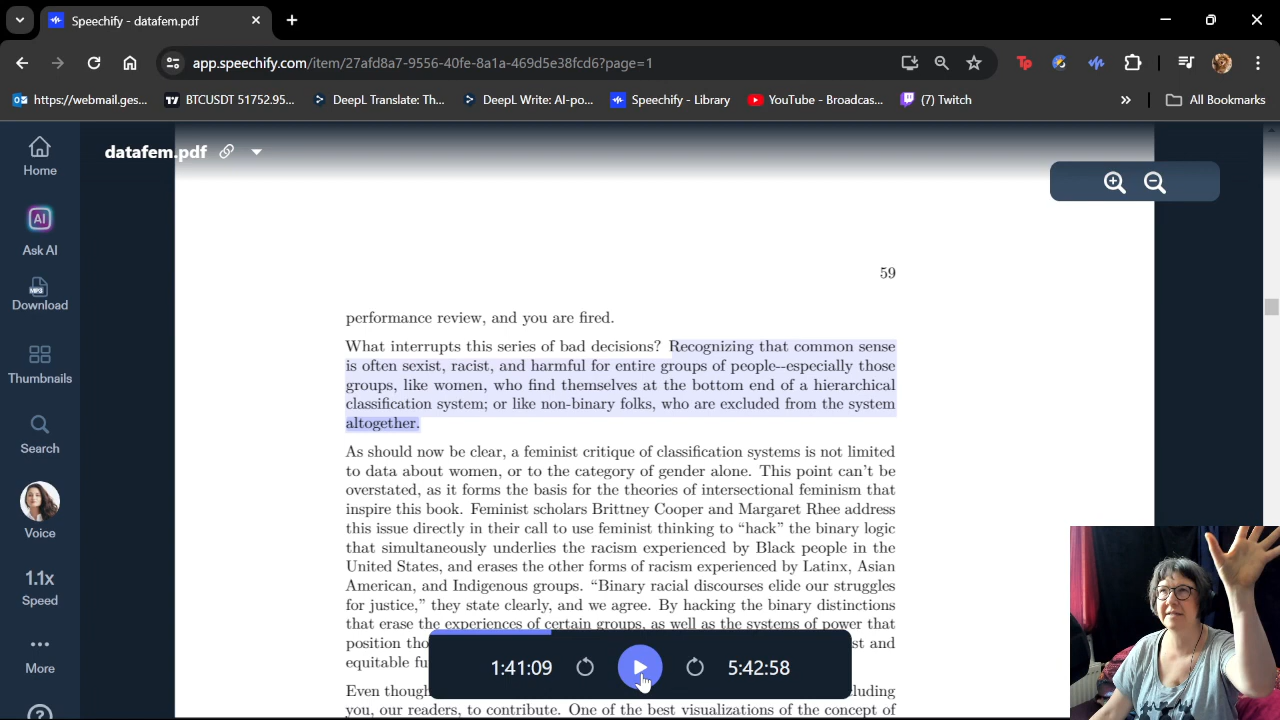 Speechify - datafem.pdf
app.speechify.com/item/27afd8a7-9556-40fe-8a1a-469d5e38fcd6?page=1
Tp
https://webmail.ges...
BTCUSDT 51752.95...
DeepL Translate: Th...
DeepL Write: AI-po...
Speechify - Library
YouTube - Broadcas...
(7) Twitch
All Bookmarks
datafem.pdf
Home
AI
Ask AI
MP3
Download
Thumbnails
Search
Voice
1.1x
Speed
More
59
performance review, and you are fired.
What interrupts this series of bad decisions? Recognizing that common sense
is often sexist, racist, and harmful for entire groups of people--especially those
groups, like women, who find themselves at the bottom end of a hierarchical
classification system; or like non-binary folks, who are excluded from the system
altogether.
As should now be clear, a feminist critique of classification systems is not limited
to data about women, or to the category of gender alone. This point can't be
overstated, as it forms the basis for the theories of intersectional feminism that
inspire this book. Feminist scholars Brittney Cooper and Margaret Rhee address
this issue directly in their call to use feminist thinking to “hack” the binary logic
that simultaneously underlies the racism experienced by Black people in the
United States, and erases the other forms of racism experienced by Latinx, Asian
American, and Indigenous groups. “Binary racial discourses elide our struggles
for justice,” they state clearly, and we agree. By hacking the binary distinctions
that erase the experiences of certain groups, as well as the systems of power that
position
equitable
Even though
you, our readers, to contribute. One of the best visualizations of the concept of
1:41:09
5:42:58